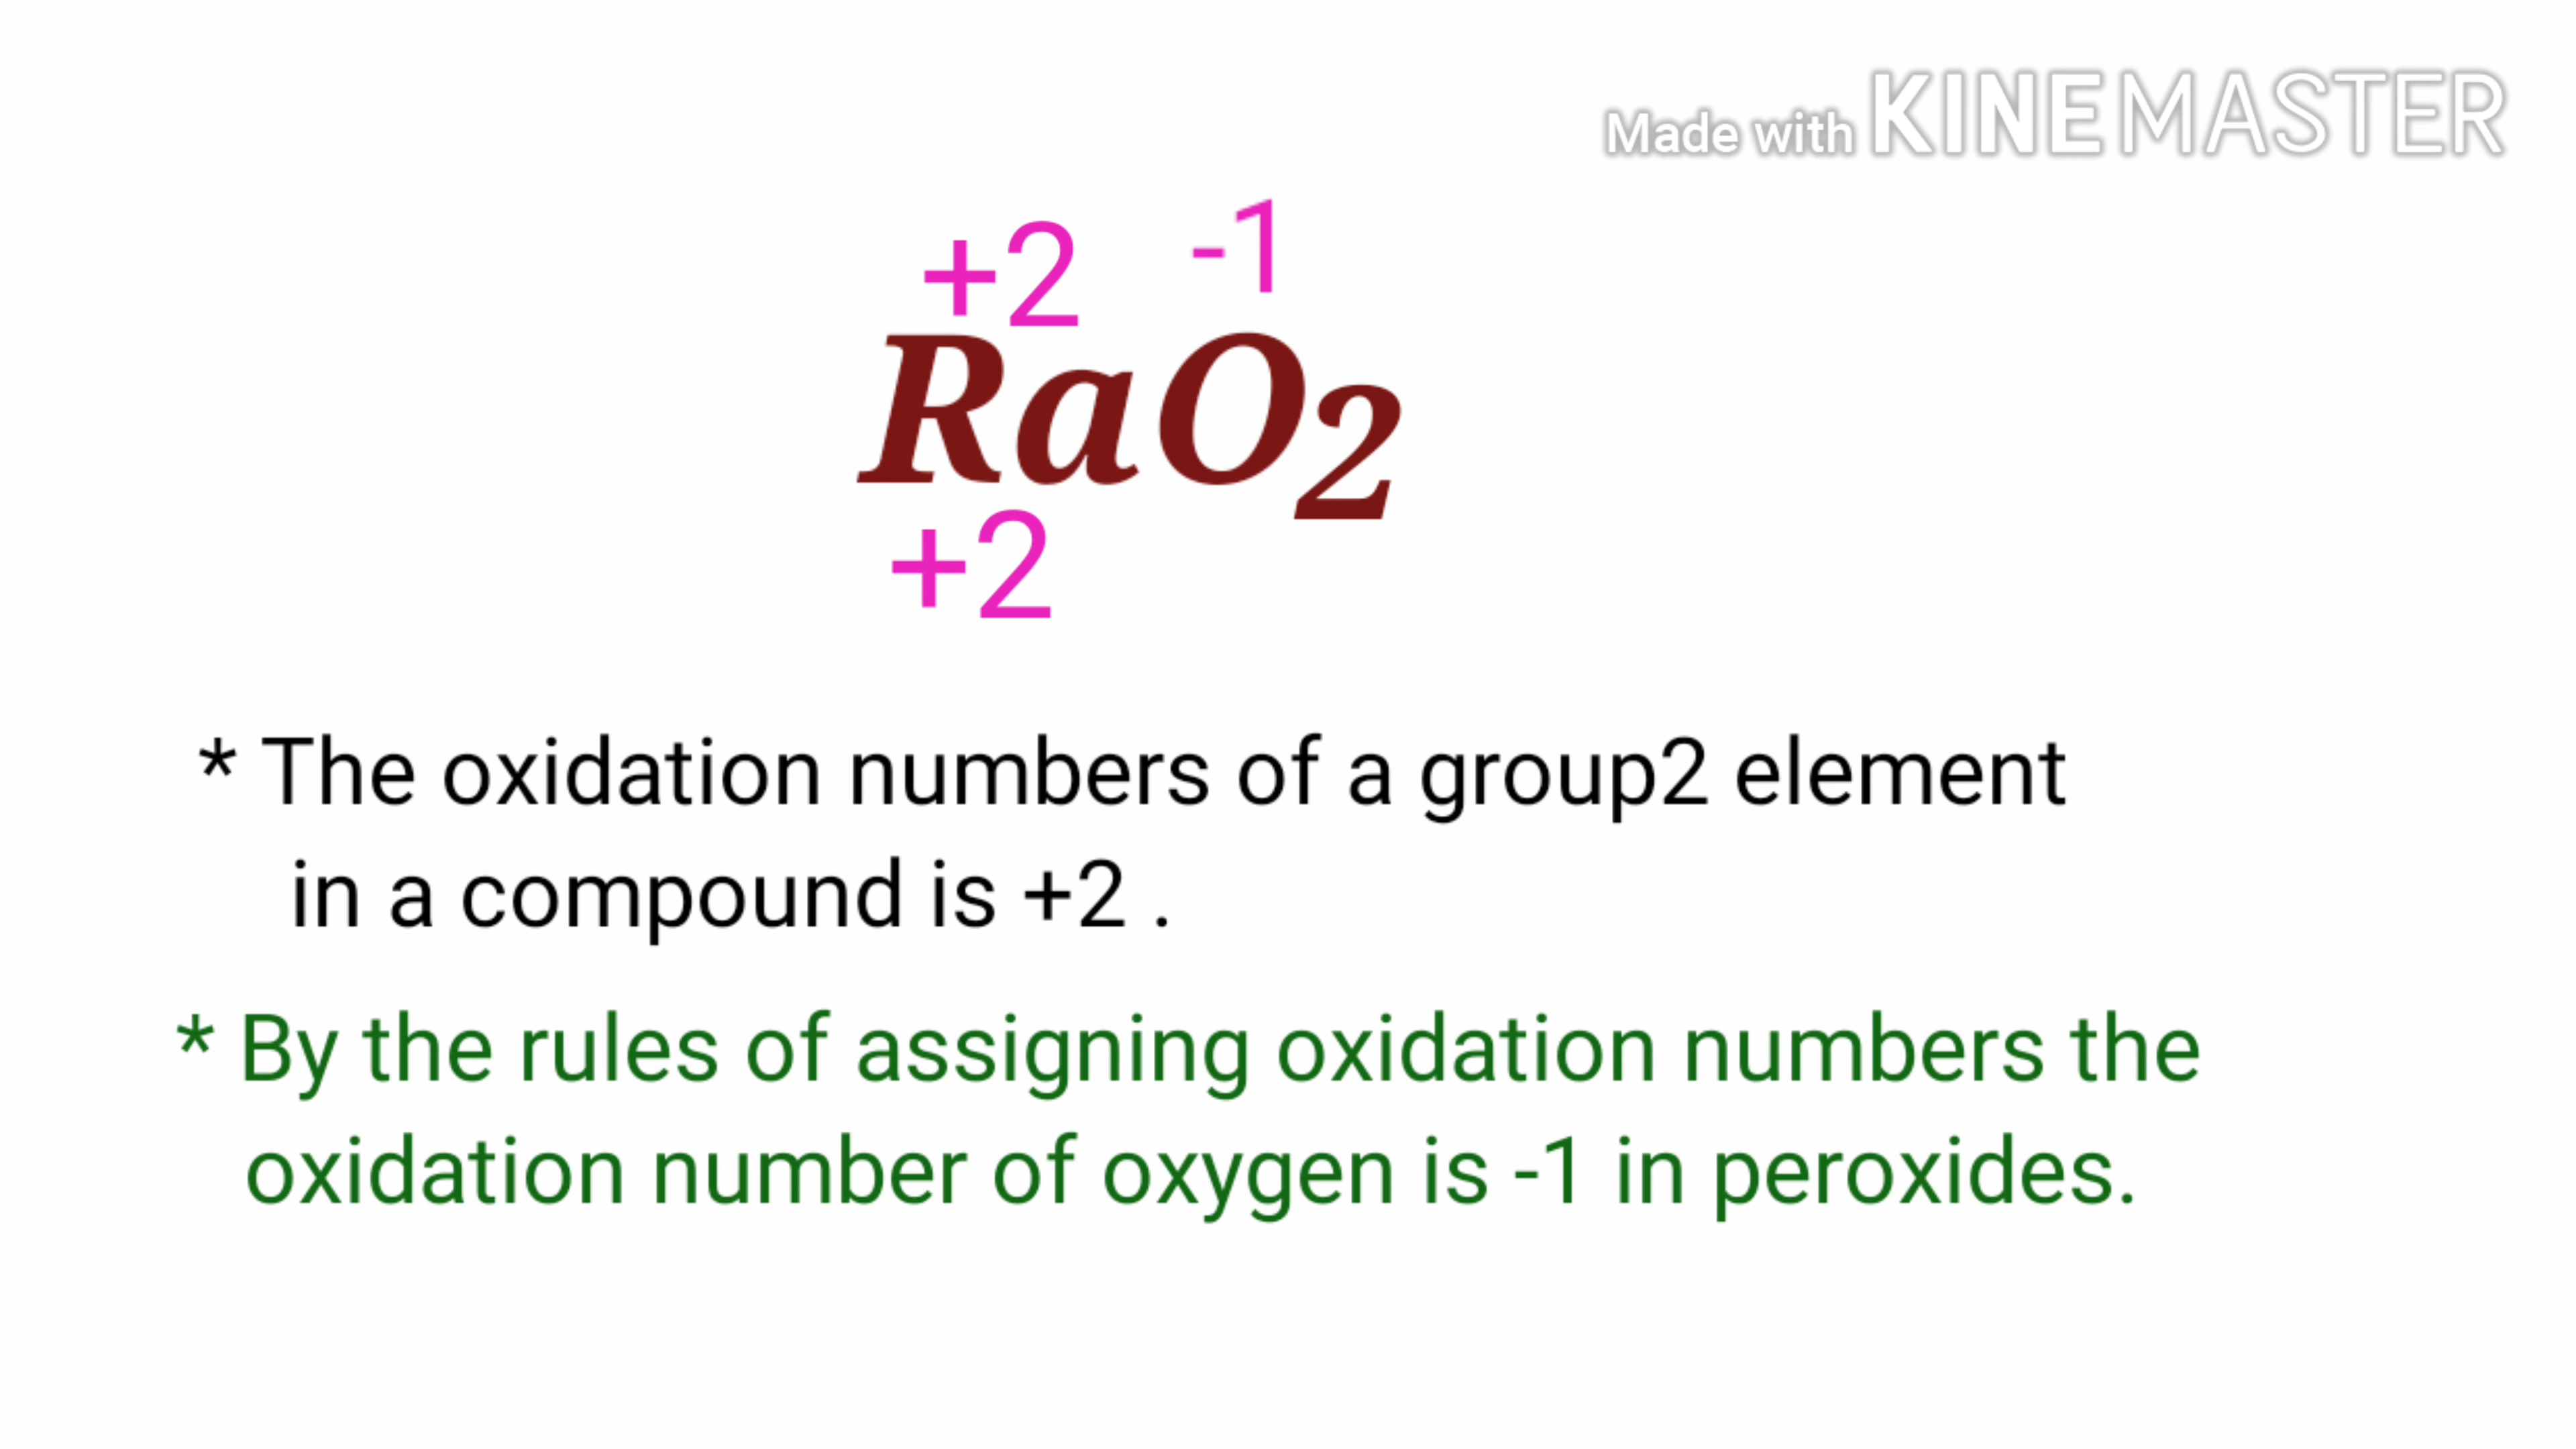 Made with KINEMASTER
+2 -1
RaO2
+2
* The oxidation numbers of a group2 element
in a compound is +2 .
* By the rules of assigning oxidation numbers the
oxidation number of oxygen is -1 in peroxides.